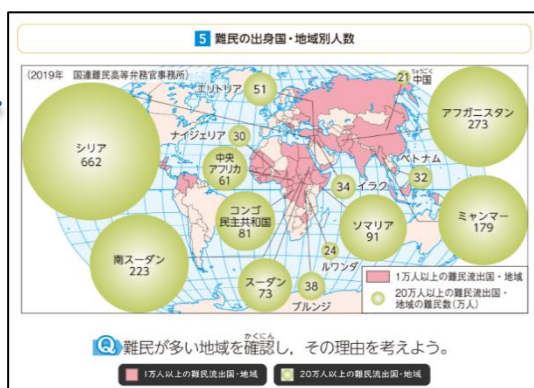 5 難民の出身国・地域別人数
(2019年 国連難民高等弁務官事務所)
エリトリア
51
21
ちゅうごく
中国
アフガニスタン
273
シリア
662
ナイジェリア
30
中央
アフリカ
61
34
イラク
ベトナム
32
コンゴ
民主共和国
81
ソマリア
91
ミャンマー
179
南スーダン
223
24
ルワンダ
スーダン
73
38
ブルンジ
1万人以上の難民流出国・地域
20万人以上の難民流出国・
地域の難民数(万人)
かくにん
Q 難民が多い地域を確認し，その理由を考えよう。
1万人以上の難民流出国・地域
20万人以上の難民流出国・地域